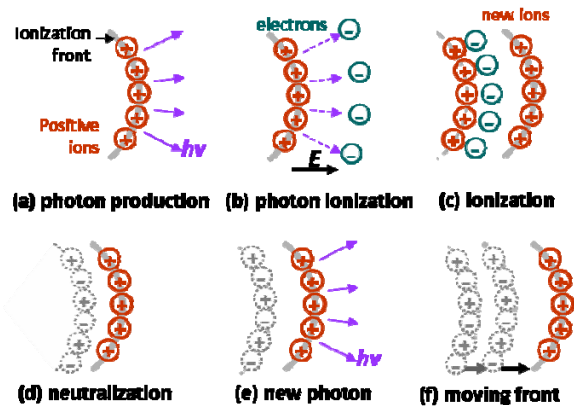 Ionization
front
electrons
new ions
Positive
ions
hv
E
(a) photon production
(b) photon ionization
(c) ionization
hv
(d) neutralization
(e) new photon
(f) moving front